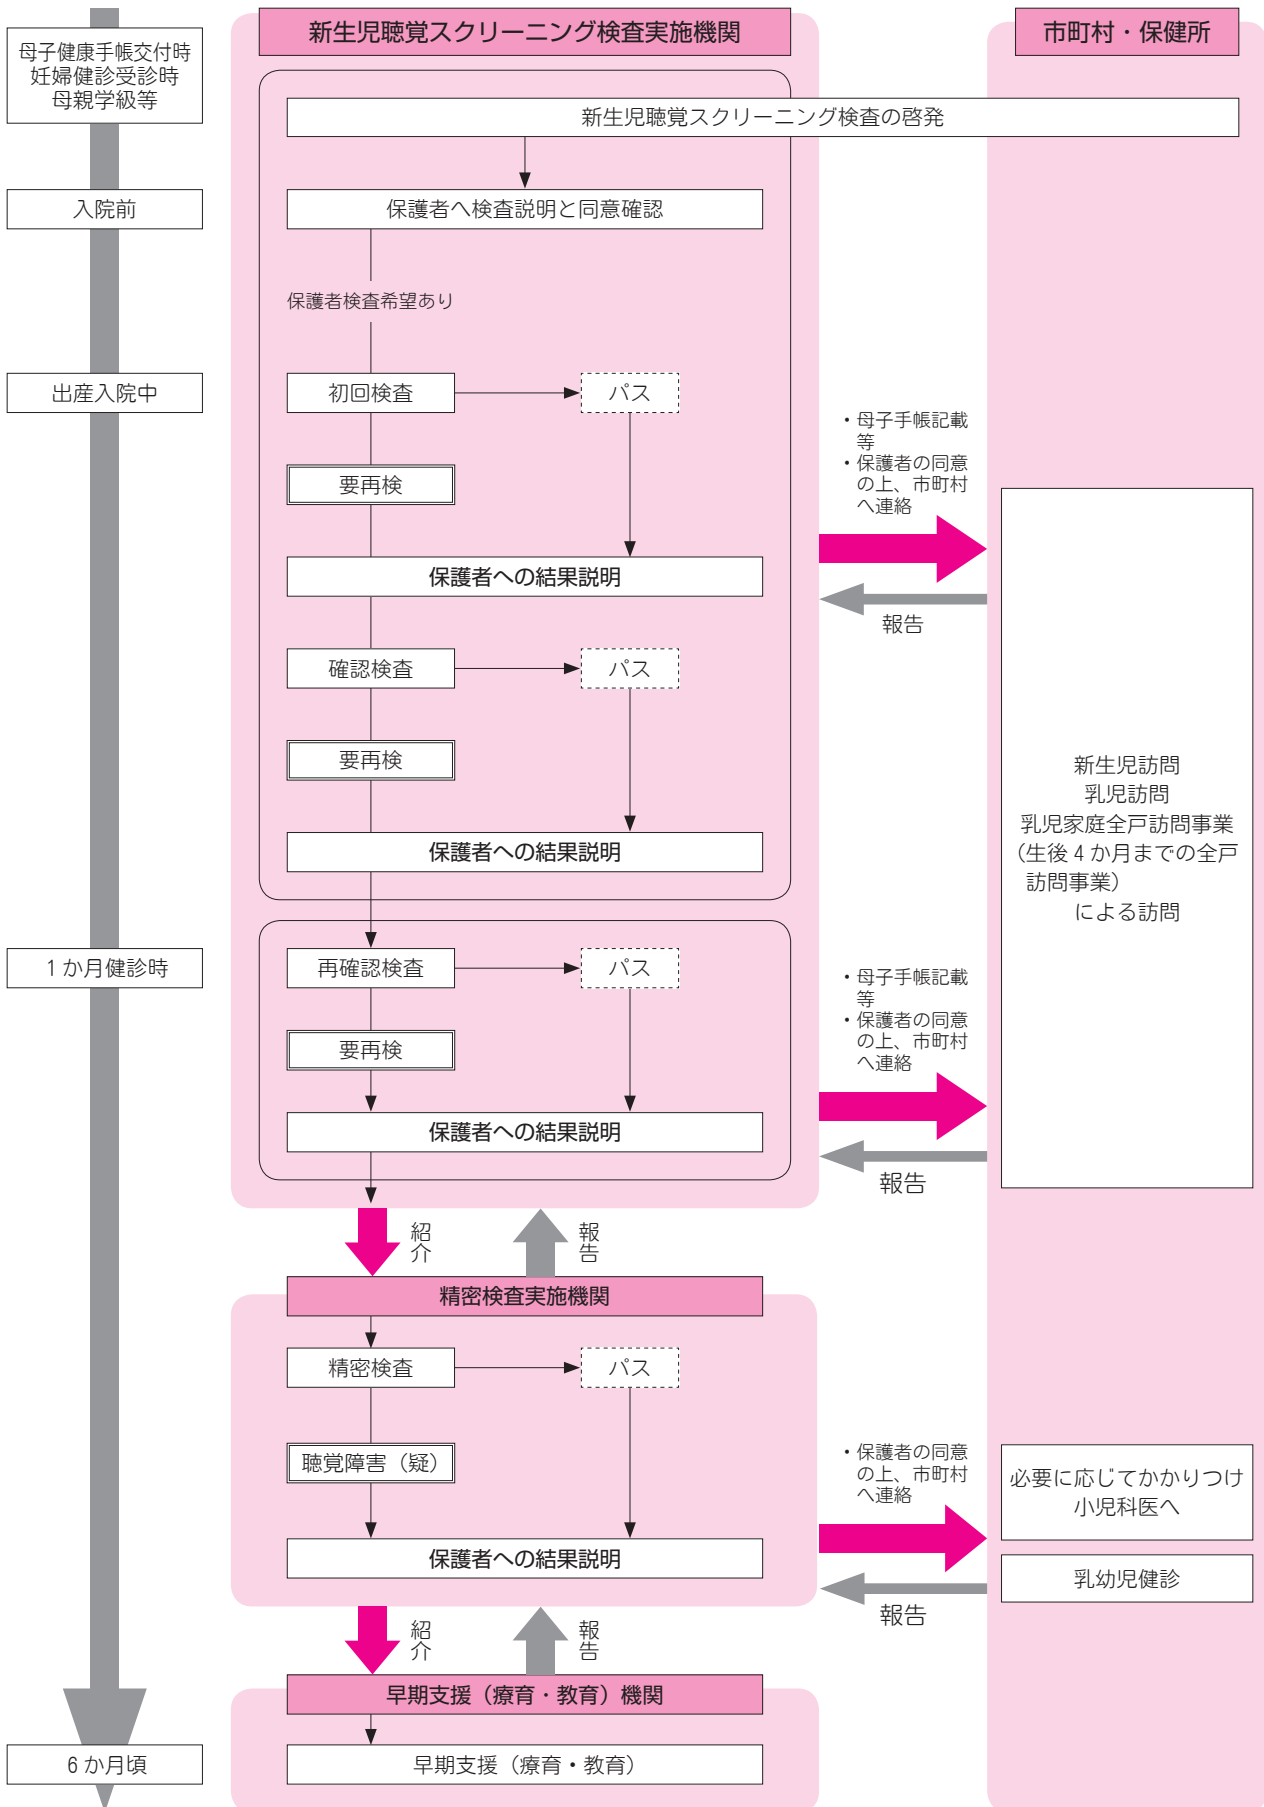 新生児聴覚スクリーニング検査実施機関
市町村・保健所
母子健康手帳交付時
妊婦健診受診時
母親学級等
新生児聴覚スクリーニング検査の啓発
入院前
保護者へ検査説明と同意確認
保護者検査希望あり
出産入院中
初回検査
パス
・母子手帳記載
等
・保護者の同意
の上、市町村
へ連絡
要再検
保護者への結果説明
報告
確認検査
パス
要再検
保護者への結果説明
新生児訪問
乳児訪問
乳児家庭全戸訪問事業
（生後4か月までの全戸
訪問事業）
による訪問
1か月健診時
再確認検査
パス
・母子手帳記載
等
・保護者の同意
の上、市町村
へ連絡
要再検
保護者への結果説明
報告
紹介
報告
精密検査実施機関
精密検査
パス
聴覚障害（疑）
・保護者の同意
の上、市町村
へ連絡
必要に応じてかかりつけ
小児科医へ
保護者への結果説明
乳幼児健診
報告
紹介
報告
早期支援（療育・教育）機関
6か月頃
早期支援（療育・教育）